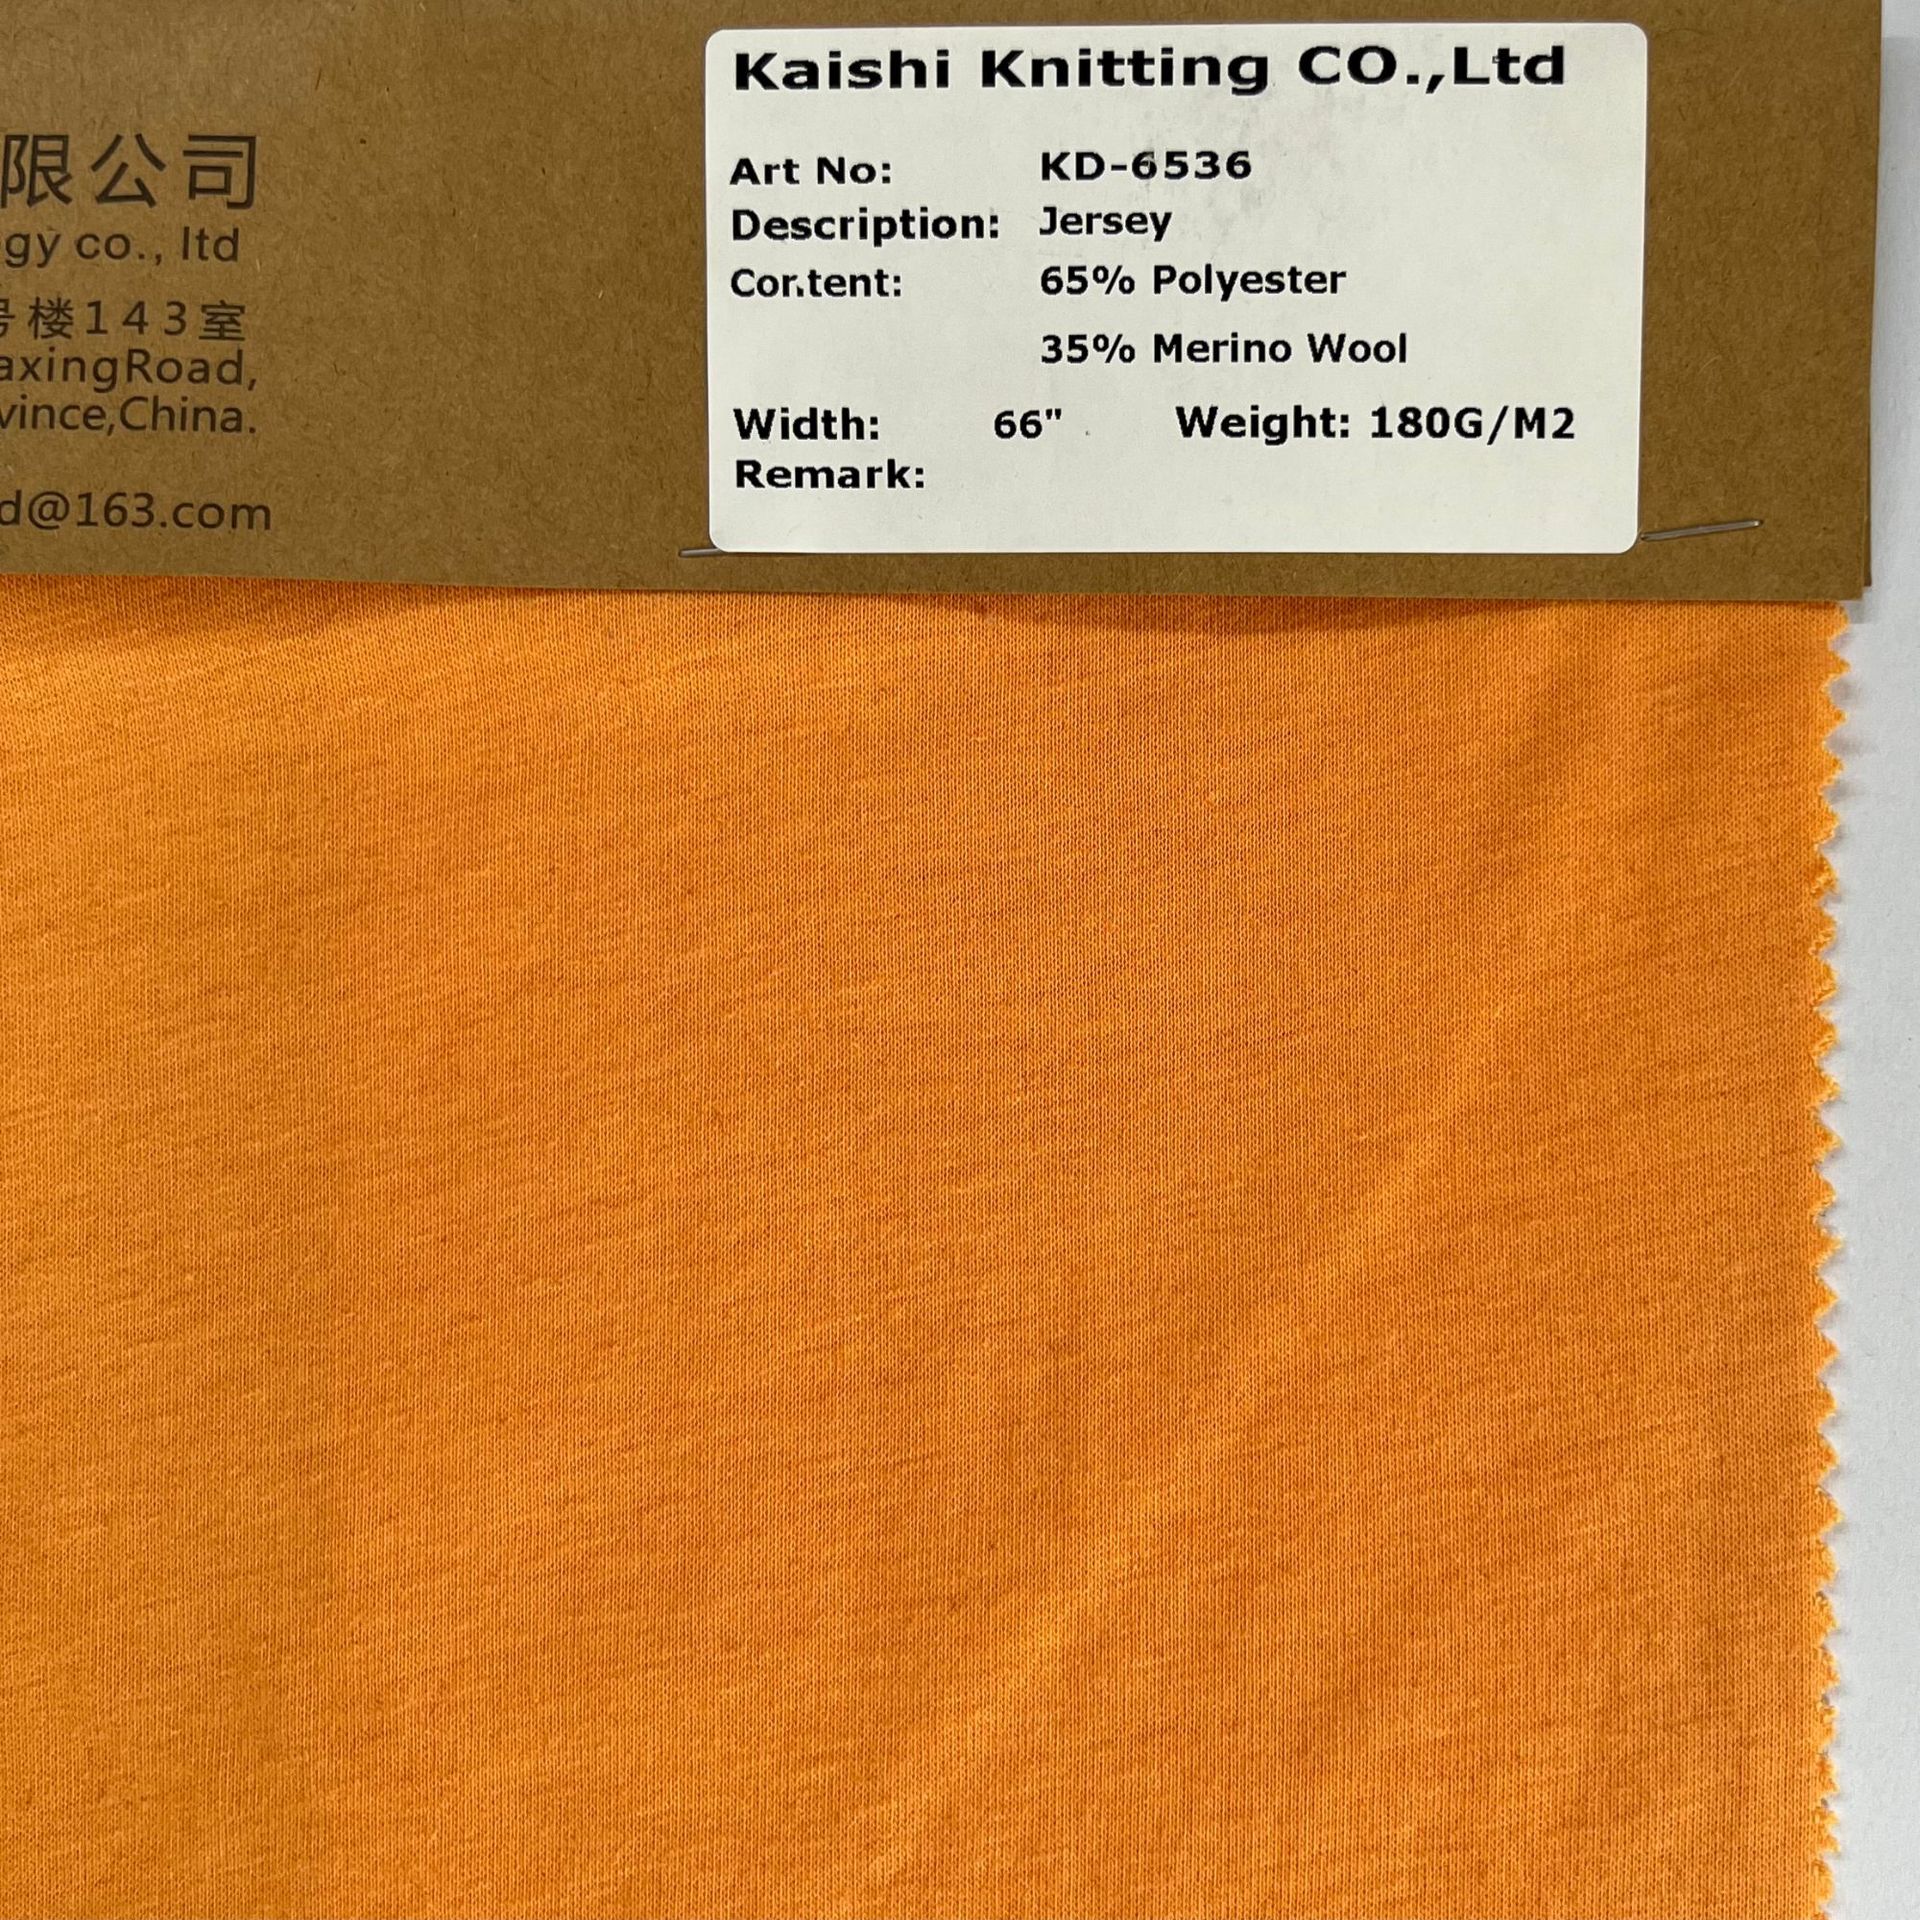 限公司
gy co., ltd
号楼143室
axingRoad,
vince,China.
d@163.com
Kaishi Knitting CO.,Ltd
Art No: KD-6536
Description: Jersey
Content: 65% Polyester
35% Merino Wool
Width: 66" Weight: 180G/M2
Remark: